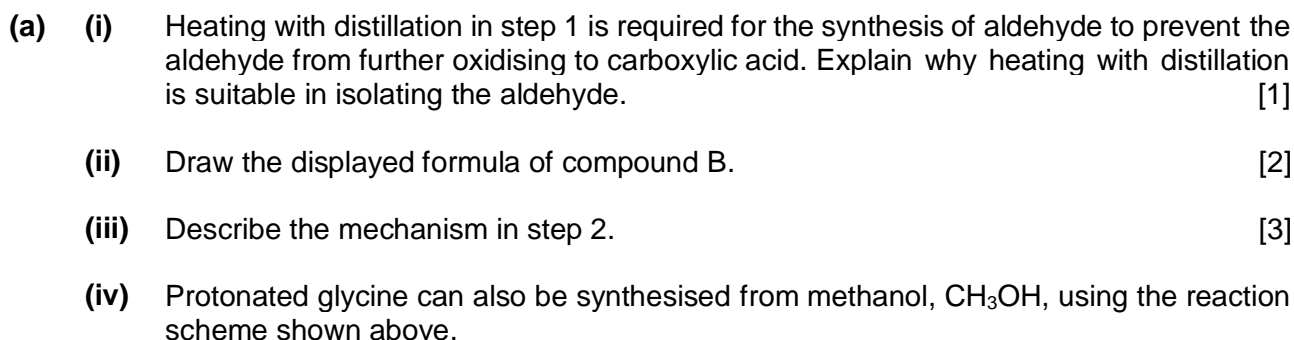 (a) (i) Heating with distillation in step 1 is required for the synthesis of aldehyde to prevent the
aldehyde from further oxidising to carboxylic acid. Explain why heating with distillation
is suitable in isolating the aldehyde. [1]
(ii) Draw the displayed formula of compound B. [2]
(iii) Describe the mechanism in step 2. [3]
(iv) Protonated glycine can also be synthesised from methanol, CH₃OH, using the reaction
scheme shown above.